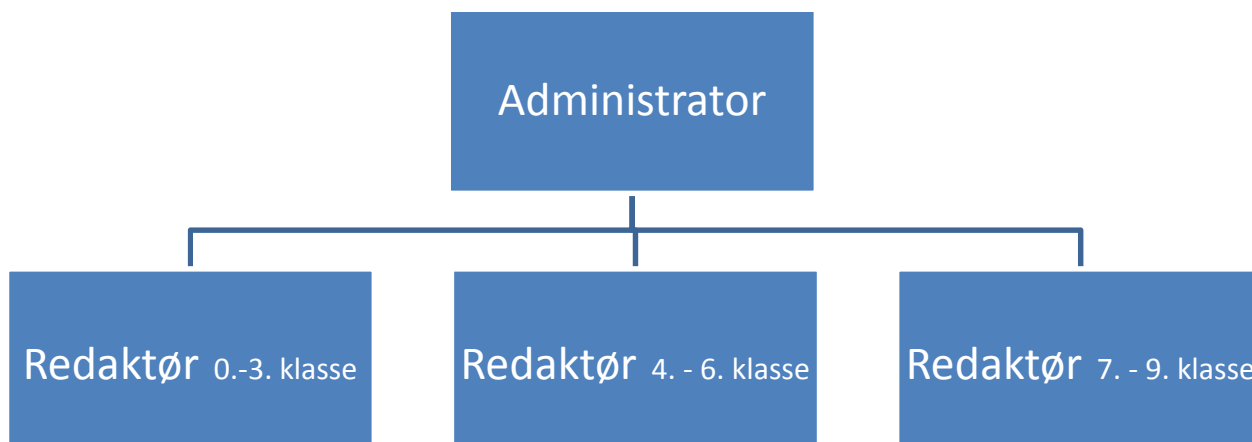 Administrator
Redaktør 0.-3. klasse
Redaktør 4. - 6. klasse
Redaktør 7. - 9. klasse